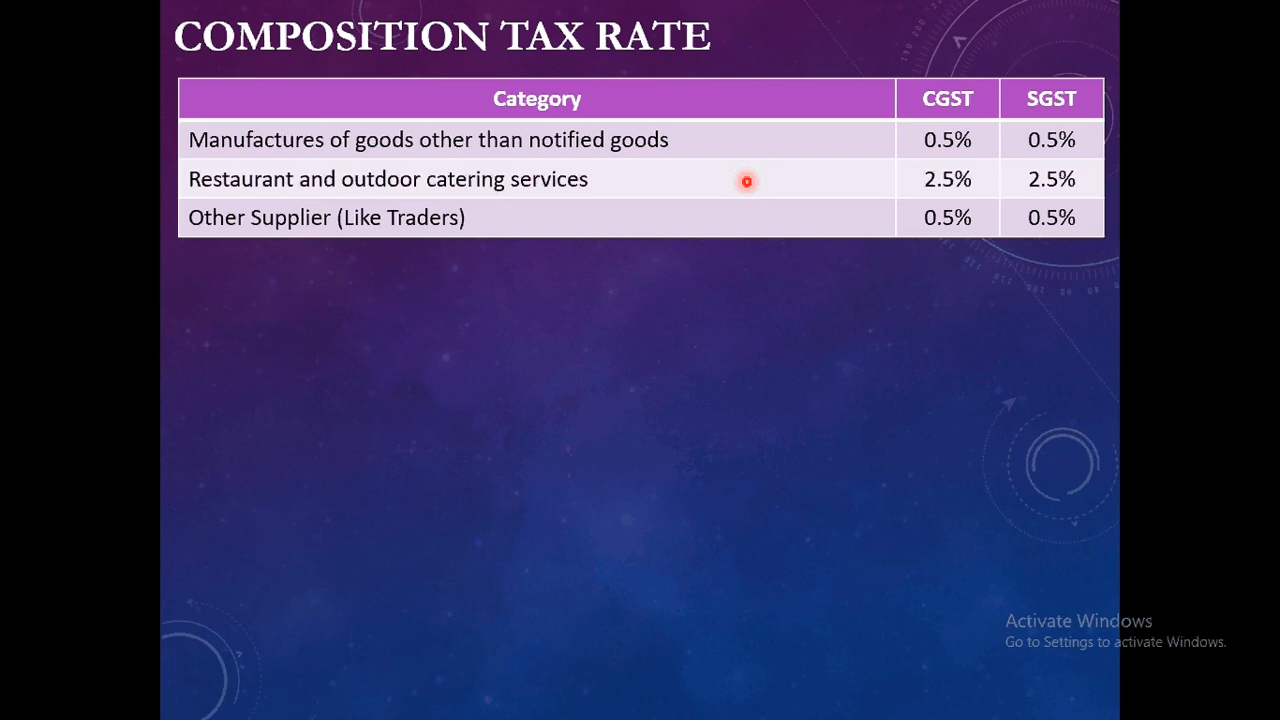 COMPOSITION TAX RATE
Category CGST SGST
Manufactures of goods other than notified goods 0.5% 0.5%
Restaurant and outdoor catering services 2.5% 2.5%
Other Supplier (Like Traders) 0.5% 0.5%
Activate Windows
Go to Settings to activate Windows.